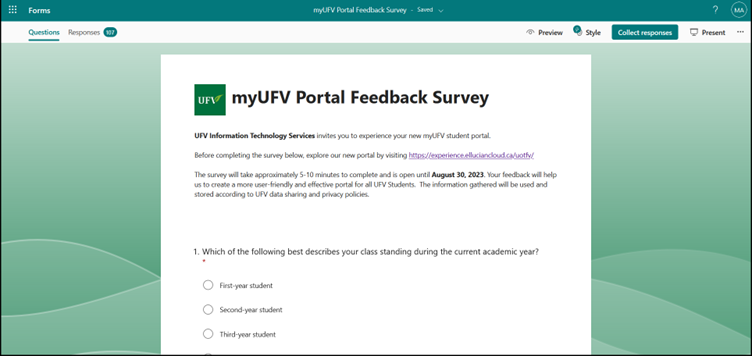 Forms
myUFV Portal Feedback Survey - Saved
?
MA
Questions
Responses 107
Preview
Style
Collect responses
Present
...
UFV
myUFV Portal Feedback Survey
UFV Information Technology Services invites you to experience your new myUFV student portal.
Before completing the survey below, explore our new portal by visiting https://experience.elluciancloud.ca/uotfv/
The survey will take approximately 5-10 minutes to complete and is open until August 30, 2023. Your feedback will help
us to create a more user-friendly and effective portal for all UFV Students. The information gathered will be used and
stored according to UFV data sharing and privacy policies.
1. Which of the following best describes your class standing during the current academic year?
*
First-year student
Second-year student
Third-year student